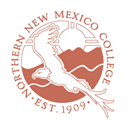 NORTHERN NEW MEXICO COLLEGE
• EST. 1909 •